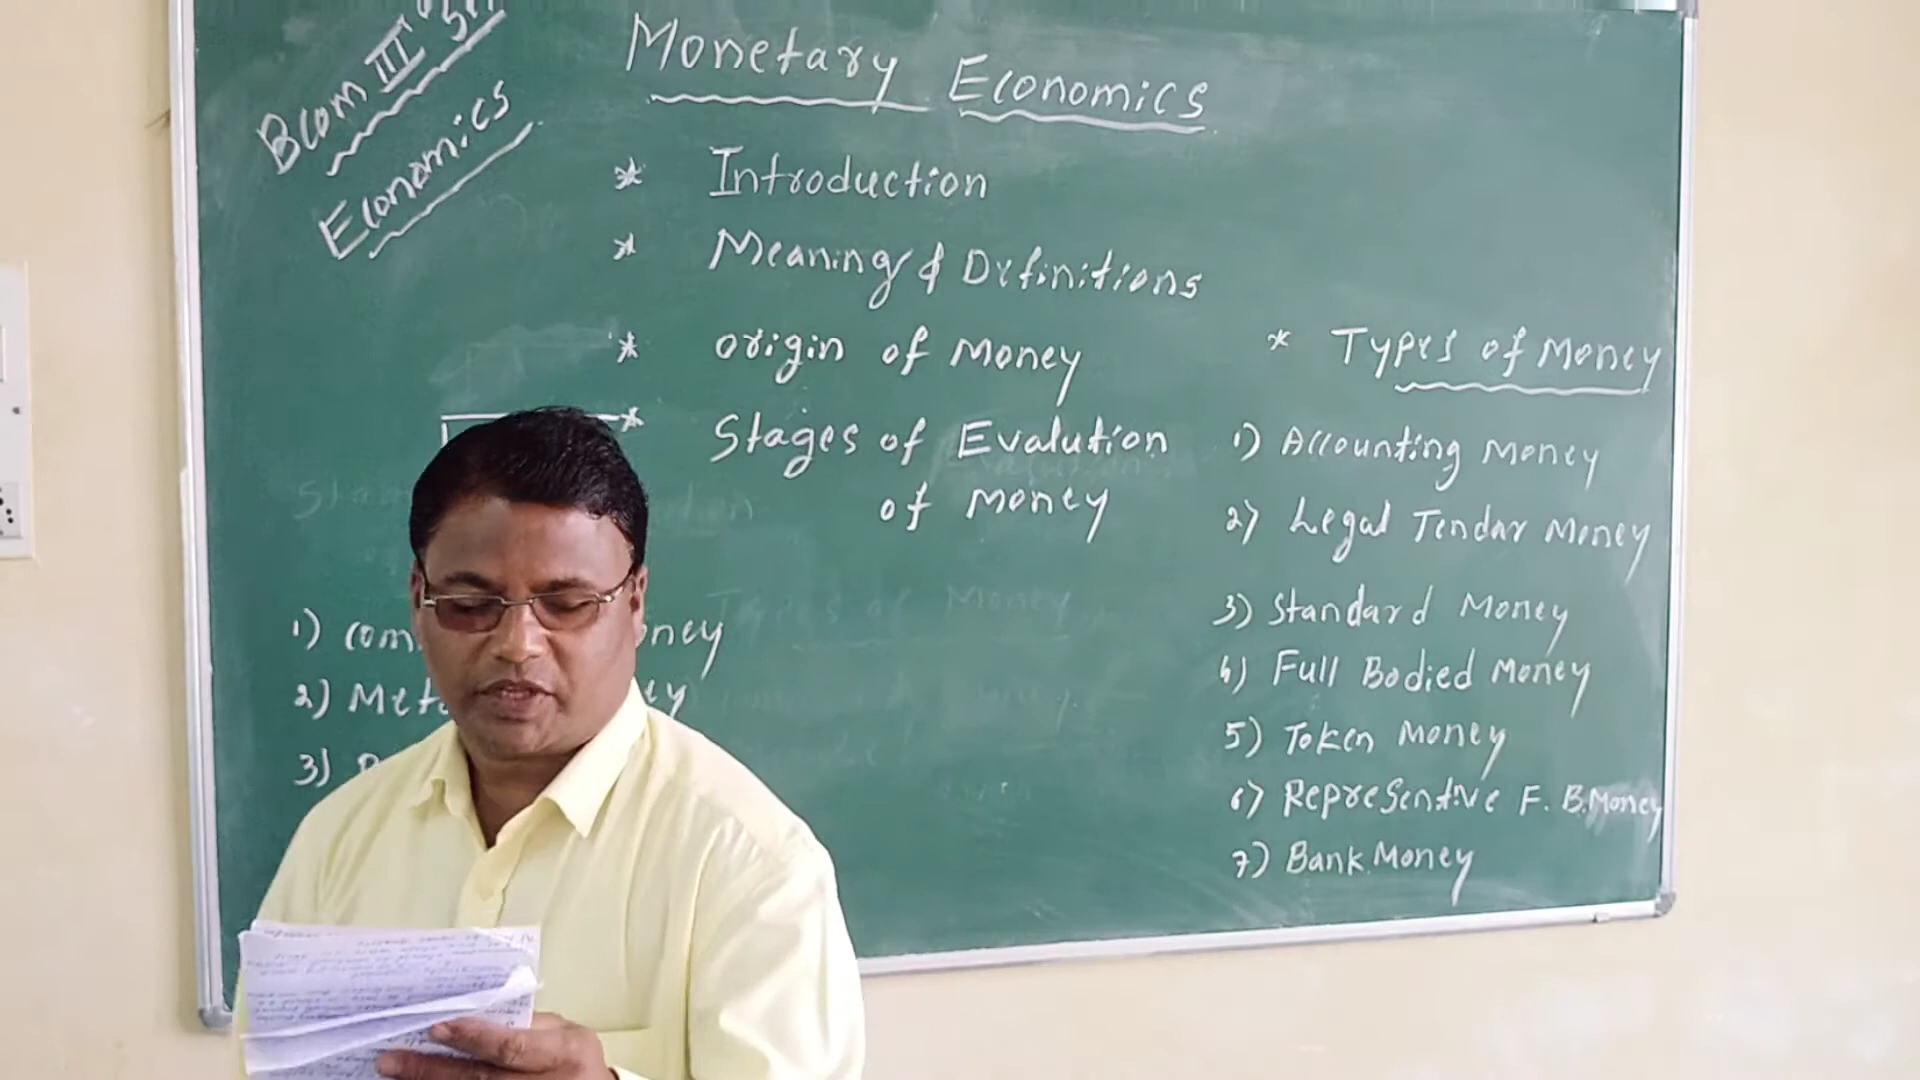 Bcom III
Economics
Monetary Economics
* Introduction
* Meaning & Definitions
* Origin of Money
* Stages of Evalution
of Money
1) Com
2) Met
3)
* Types of Money
1) Accounting Money
2) Legal Tendar Money
3) Standard Money
4) Full Bodied Money
5) Token Money
6) Representive F. B. Money
7) Bank Money